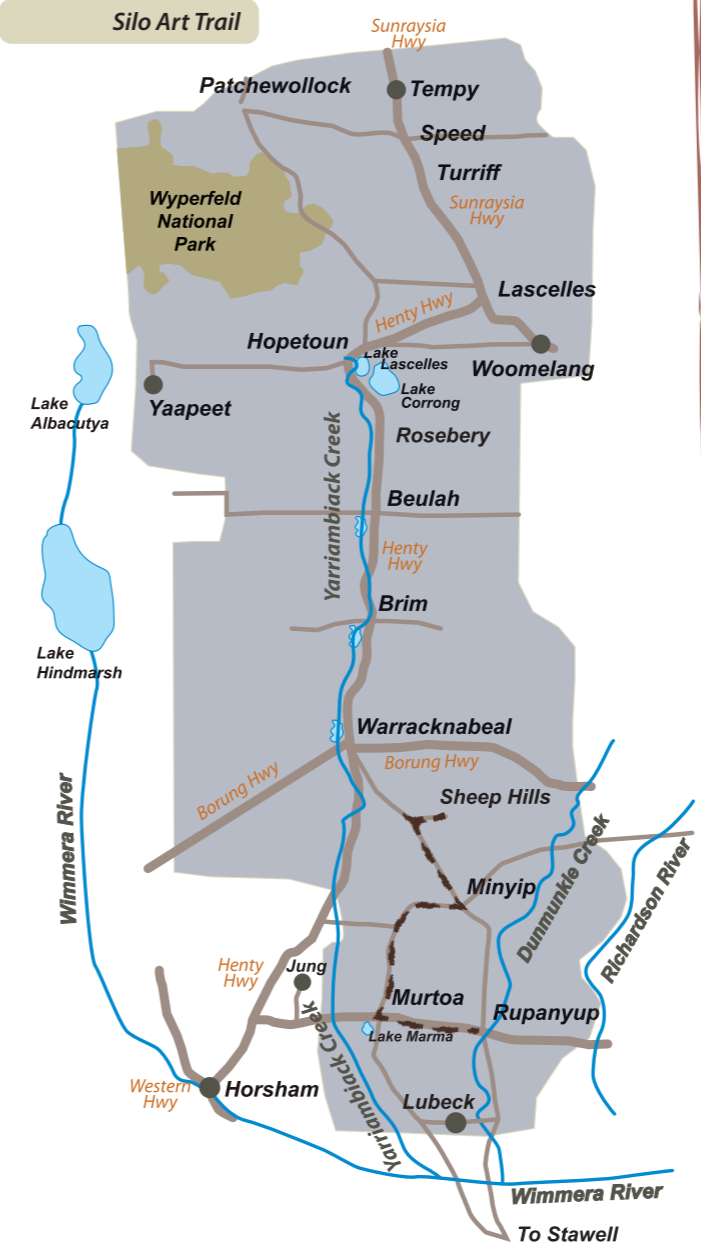 Silo Art Trail
Sunraysia
Hwy
Patchewollock
Tempy
Speed
Turriff
Wyperfeld
National
Park
Sunraysia
Hwy
Lascelles
Henty Hwy
Hopetoun
Lake
Lascelles
Woomelang
Lake
Corrong
Yaapeet
Lake
Albacutya
Rosebery
Yarriambiack Creek
Beulah
Henty
Hwy
Brim
Lake
Hindmarsh
Warracknabeal
Borung Hwy
Borung Hwy
Sheep Hills
Wimmera River
Dunmunkle Creek
Richardson River
Minyip
Henty
Hwy
Jung
Murtoa
Rupanyup
Lake Marma
Yarriambiack Creek
Western
Hwy
Horsham
Lubeck
Wimmera River
To Stawell